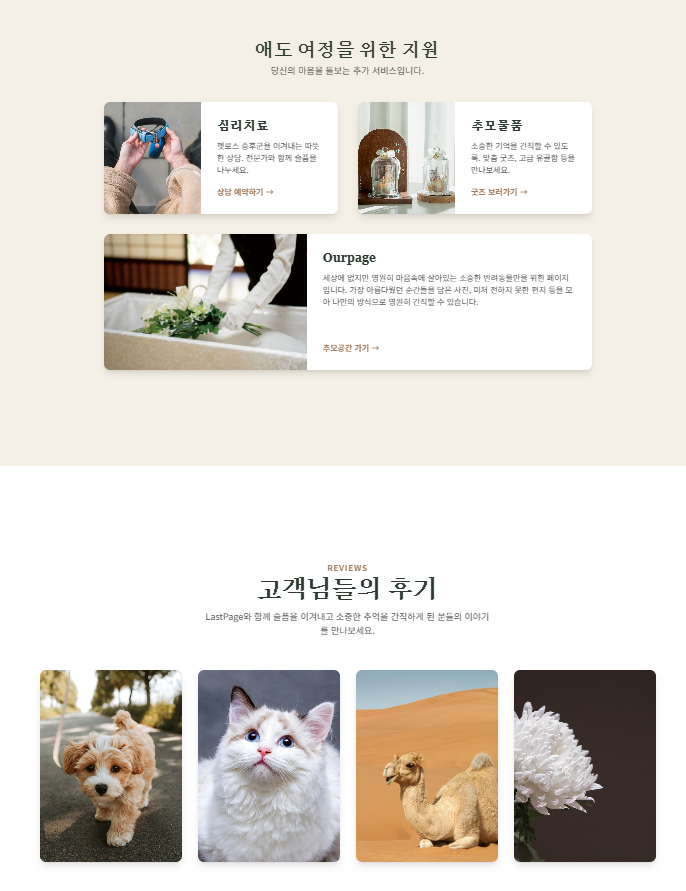 애도 여정을 위한 지원
당신의 마음을 돌보는 추가 서비스입니다.
심리치료
펫로스 증후군을 이겨내는 따뜻
한 상담. 전문가와 함께 슬픔을
나누세요.
상담 예약하기 →
추모물품
소중한 기억을 간직할 수 있도
록. 맞춤 굿즈, 고급 유골함 등을
만나보세요.
굿즈 보러가기 →
Ourpage
세상에 없지만 영원히 마음속에 살아있는 소중한 반려동물만을 위한 페이지
입니다. 가장 아름다웠던 순간들을 담은 사진, 미처 전하지 못한 편지 등을 모
아 나만의 방식으로 영원히 간직할 수 있습니다.
추모공간 가기 →
REVIEWS
고객님들의 후기
LastPage와 함께 슬픔을 이겨내고 소중한 추억을 간직하게 된 분들의 이야기
를 만나보세요.